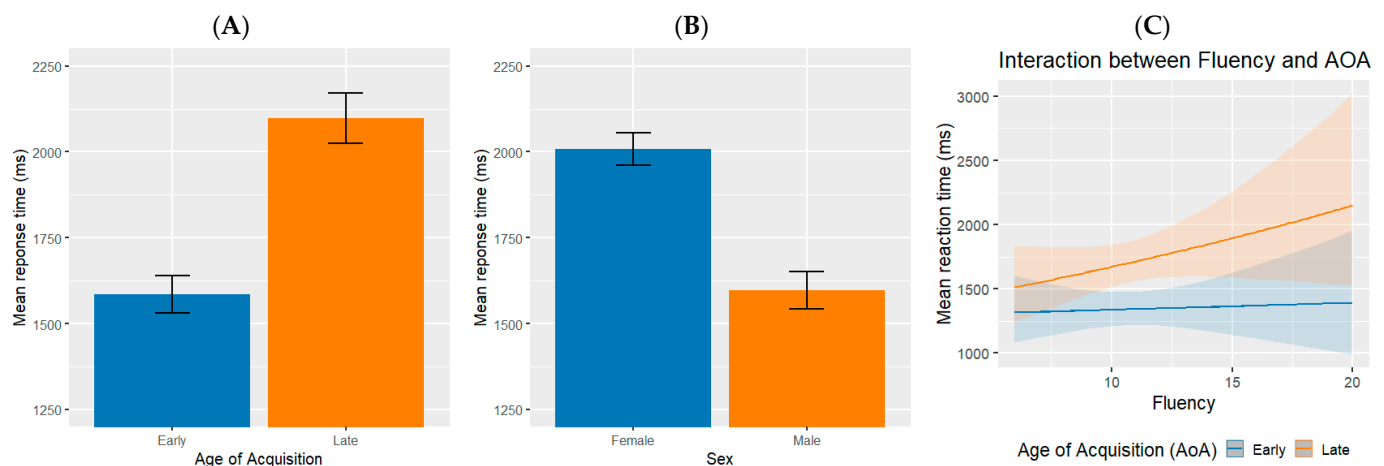 (A)
2250
2000
1750
1500
1250
Mean reponse time (ms)
Early Late
Age of Acquisition
(B)
2250
2000
1750
1500
1250
Mean reponse time (ms)
Female Male
Sex
(C)
Interaction between Fluency and AOA
3000
2500
2000
1500
1000
Mean reaction time (ms)
10 15 20
Fluency
Age of Acquisition (AoA) Early Late